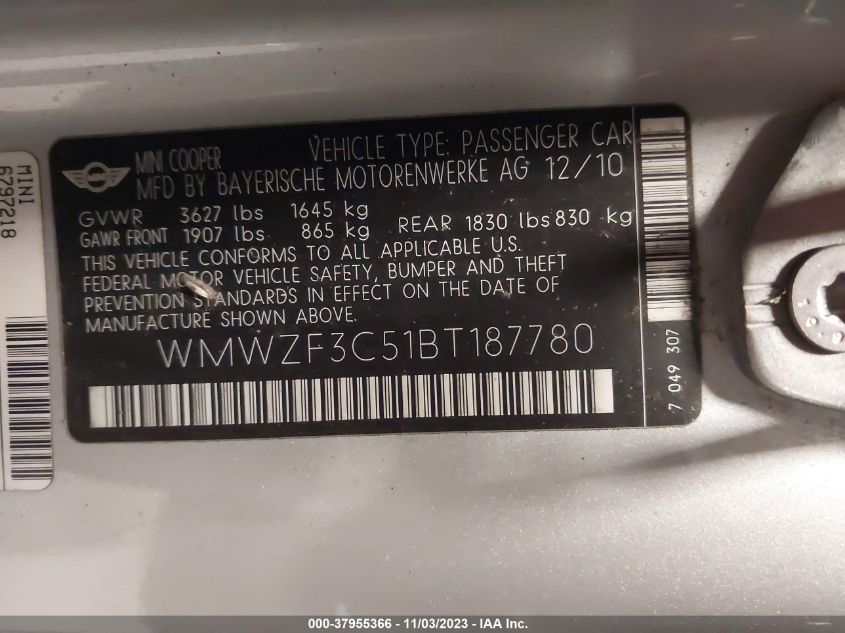 MINI COOPER VEHICLE TYPE: PASSENGER CAR
MFD BY BAYERISCHE MOTORENWERKE AG 12/10
GVWR 3627 lbs 1645 kg
GAWR FRONT 1907 lbs 865 kg REAR 1830 lbs 830 kg
THIS VEHICLE CONFORMS TO ALL APPLICABLE U.S.
FEDERAL MOTOR VEHICLE SAFETY, BUMPER AND THEFT
PREVENTION STANDARDS IN EFFECT ON THE DATE OF
MANUFACTURE SHOWN ABOVE.
WMWZF3C51BT187780
7 049 307
MINI
6797218
000-37955366 - 11/03/2023 - IAA Inc.